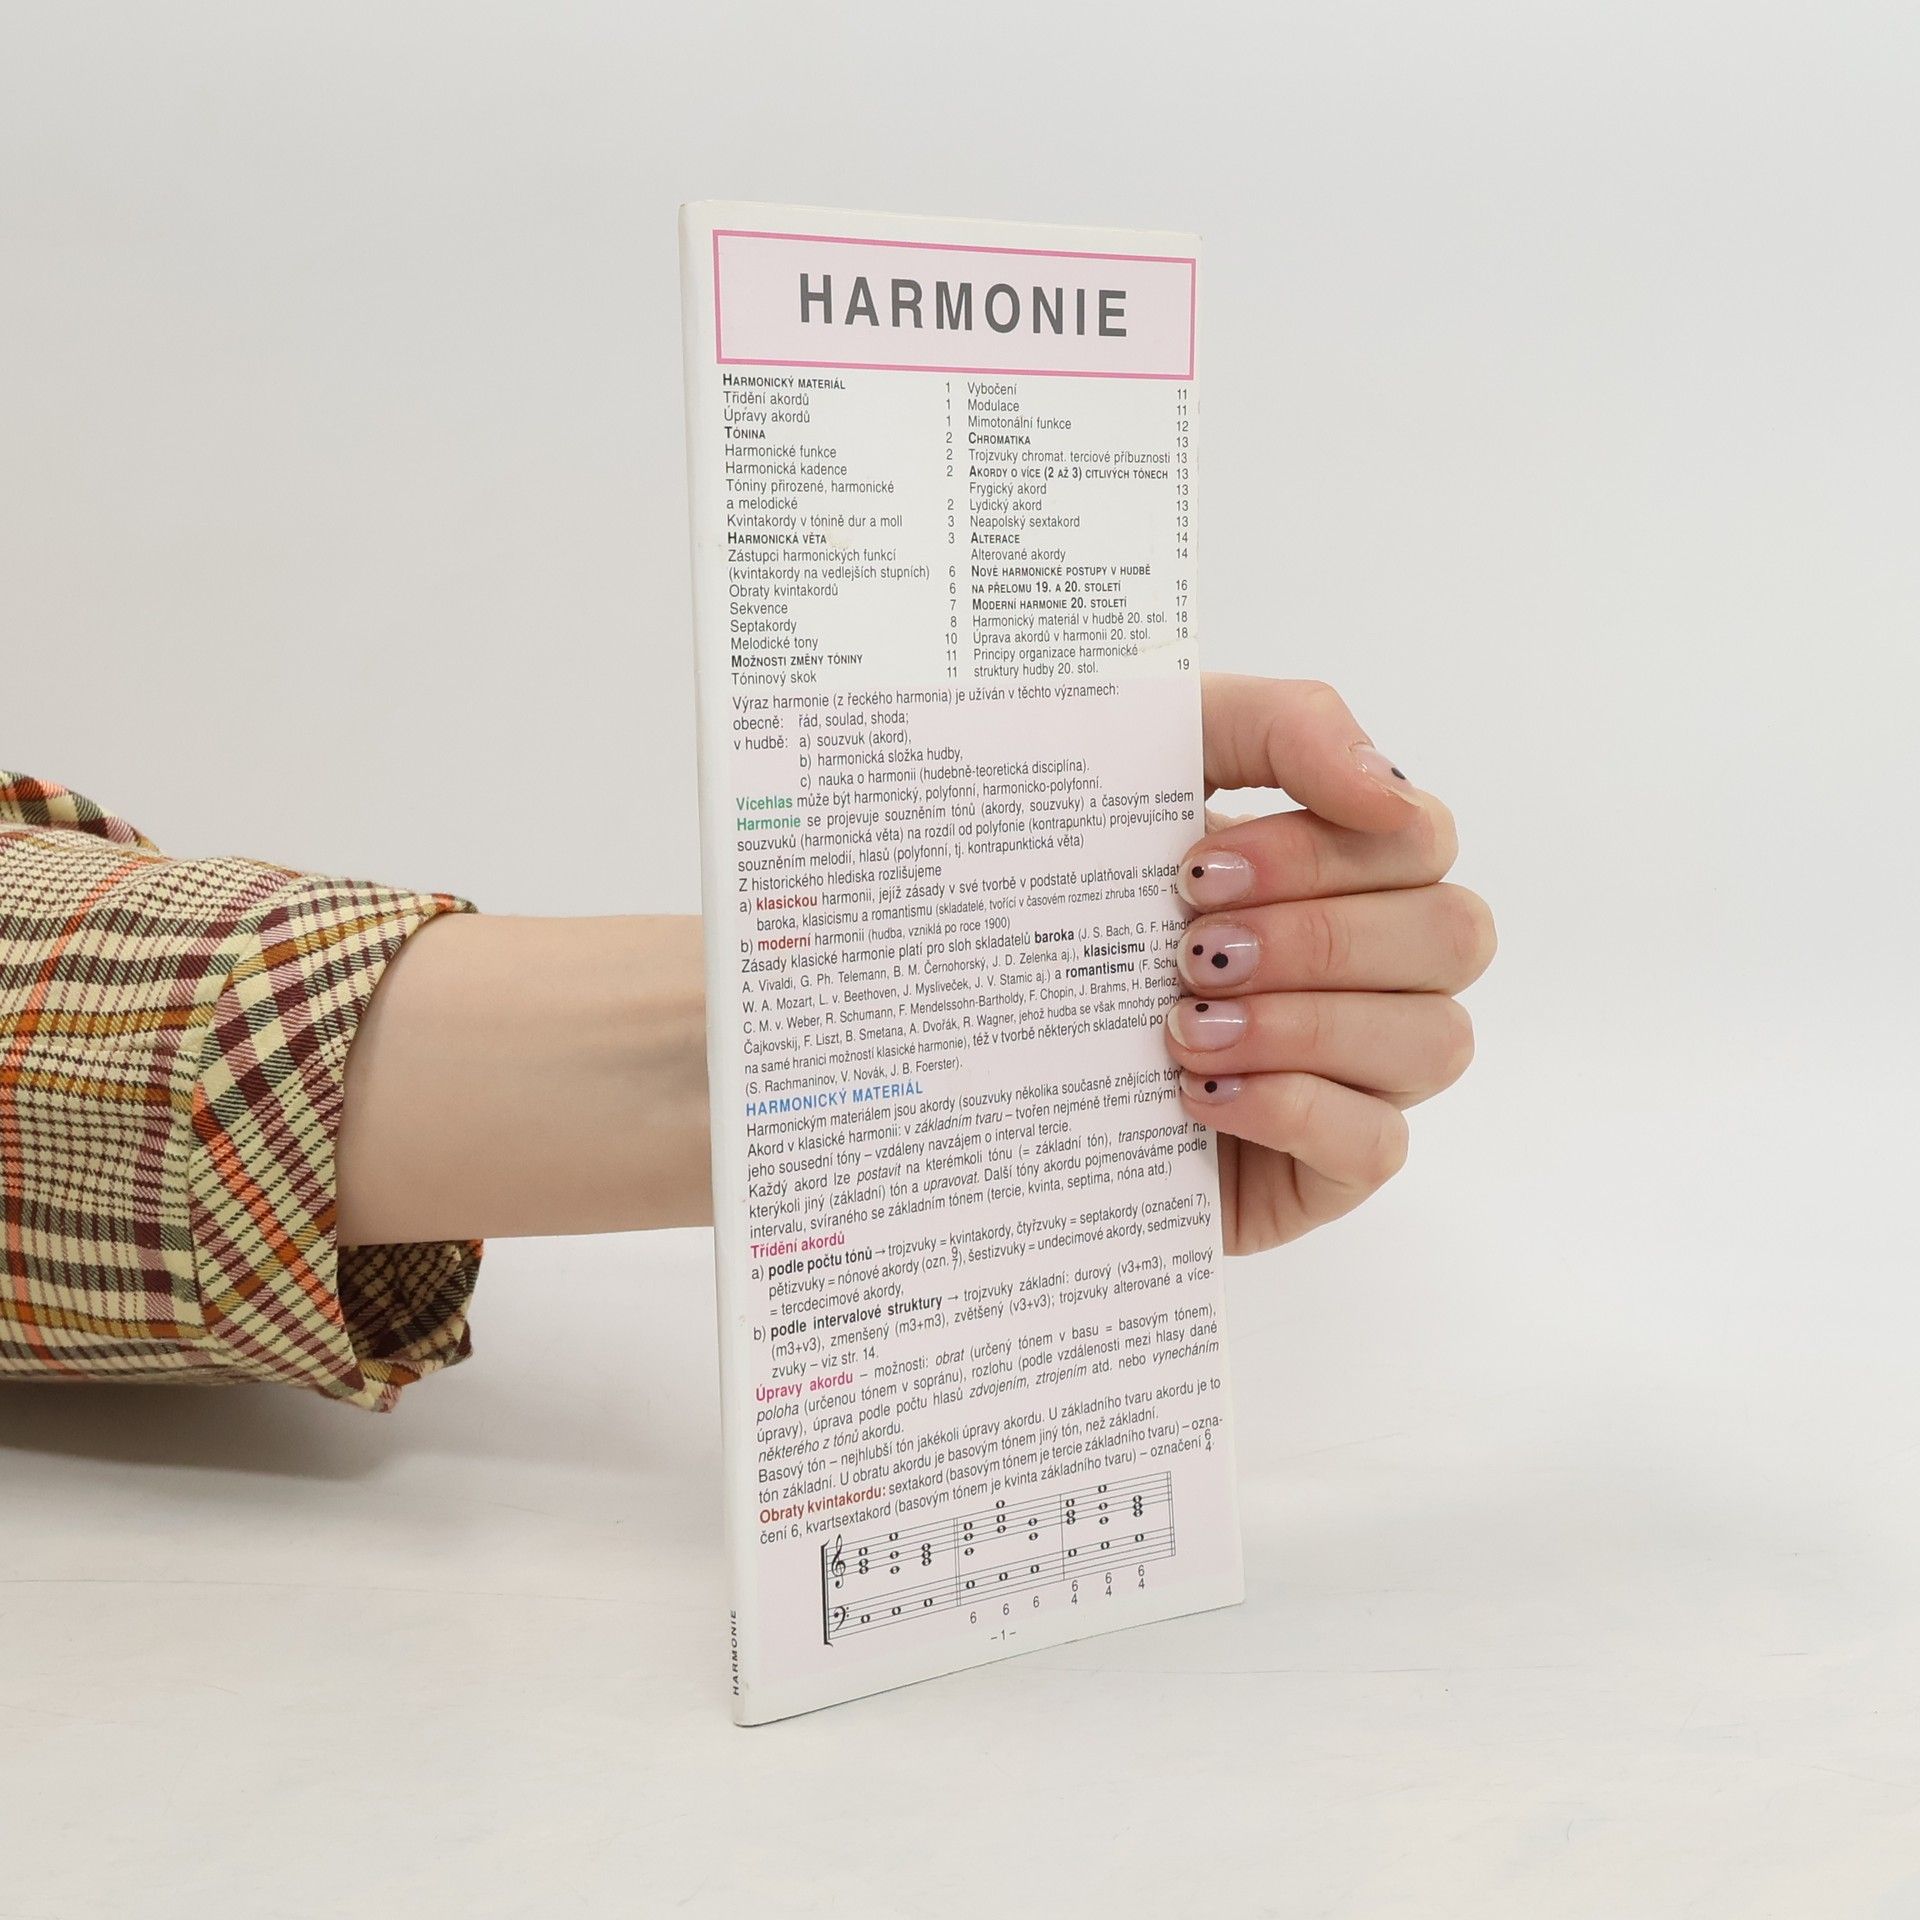 HARMONIE
HARMONICKÝ MATERIÁL 1
Třídění akordů 1
Úpravy akordů 1
TÓNINA 2
Harmonické funkce 2
Harmonická kadence 2
Tóniny přirozené, harmonické
a melodické 2
Kvintakordy v tónině dur a moll 3
HARMONICKÁ VĚTA 3
Zástupci harmonických funkcí
(kvintakordy na vedlejších stupních) 6
Obraty kvintakordů 6
Sekvence 7
Septakordy 8
Melodické tony 10
MOŽNOSTI ZMĚNY TÓNINY 11
Tóninový skok 11
Vybočení 11
Modulace 11
Mimotonální funkce 12
CHROMATIKA 13
Trojzvuky chromat. terciové příbuznosti 13
AKORDY O VÍCE (2 AŽ 3) CITLIVÝCH TÓNECH 13
Frygický akord 13
Lydický akord 13
Neapolský sextakord 13
ALTERACE 14
Alterované akordy 14
NOVÉ HARMONICKÉ POSTUPY V HUDBĚ
NA PŘELOMU 19. A 20. STOLETÍ 16
MODERNÍ HARMONIE 20. STOLETÍ 17
Harmonický materiál v hudbě 20. stol. 18
Úprava akordů v harmonii 20. stol. 18
Principy organizace harmonické
struktury hudby 20. stol. 19
Výraz harmonie (z řeckého harmonia) je užíván v těchto významech:
obecně: řád, soulad, shoda;
v hudbě: a) souzvuk (akord),
b) harmonická složka hudby,
c) nauka o harmonii (hudebně-teoretická disciplína).
Vícehlas může být harmonický, polyfonní, harmonicko-polyfonní.
Harmonie se projevuje souzněním tónů (akordy, souzvuky) a časovým sledem
souzvuků (harmonická věta) na rozdíl od polyfonie (kontrapunktu) projevujícího se
souzněním melodií, hlasů (polyfonní, tj. kontrapunktická věta)
Z historického hlediska rozlišujeme
a) klasickou harmonii, jejíž zásady v své tvorbě v podstatě uplatňovali
baroka, klasicismu a romantismu (skladatelé, tvořící v časovém rozmezí zhruba 1650 –
b) moderní harmonii (hudba, vzniklá po roce 1900)
Zásady klasické harmonie platí pro sloh skladatelů baroka (J. S. Bach, G. F.
A. Vivaldi, G. Ph. Telemann, B. M. Černohorský, J. D. Zelenka aj.), klasicismu (J.
W. A. Mozart, L. v. Beethoven, J. Mysliveček, J. V. Stamic aj.) a romantismu (F.
C. M. v. Weber, R. Schumann, F. Mendelssohn-Bartholdy, F. Chopin, J. Brahms, H. Berlioz,
Čajkovskij, F. Liszt, B. Smetana, A. Dvořák, R. Wagner, jehož hudba se však mnohdy
na samé hranici možností klasické harmonie), též v tvorbě některých skladatelů po
(S. Rachmaninov, V. Novák, J. B. Foerster).
HARMONICKÝ MATERIÁL
Harmonickým materiálem jsou akordy (souzvuky několika současně znějících
Akord v klasické harmonii: v základním tvaru – tvořen nejméně třemi různými
jeho sousední tóny – vzdáleny navzájem o interval tercie.
Každý akord lze postavit na kterémkoli tónu (= základní tón), transponovat na
kterýkoli jiný (základní) tón a upravovat. Další tóny akordu pojmenováváme podle
intervalu, svíraného se základním tónem (tercie, kvinta, septima, nóna atd.)
Třídění akordů
a) podle počtu tónů → trojzvuky = kvintakordy, čtyřzvuky = septakordy (označení 7),
pětizvuky = nónové akordy (ozn. 9 7), šestizvuky = undecimové akordy, sedmizvuky
= tercdecimové akordy,
b) podle intervalové struktury → trojzvuky základní: durový (v3+m3), mollový
(m3+v3), zmenšený (m3+m3), zvětšený (v3+v3); trojzvuky alterované a více-
zvuky – viz str. 14.
Úpravy akordu – možnosti: obrat (určený tónem v basu = basovým tónem),
poloha (určenou tónem v sopránu), rozlohu (podle vzdálenosti mezi hlasy dané
úpravy), úprava podle počtu hlasů zdvojením, ztrojením atd. nebo vynecháním
některého z tónů akordu.
Basový tón – nejhlubší tón jakékoli úpravy akordu. U základního tvaru akordu je to
tón základní. U obratu akordu je basovým tónem jiný tón, než základní.
Obraty kvintakordu: sextakord (basovým tónem je tercie základního tvaru) – ozna-
čení 6, kvartsextakord (basovým tónem je kvinta základního tvaru) – označení 6 4.
6 6 6 6 6 6
4 4 4
– 1 –
HARMONIE